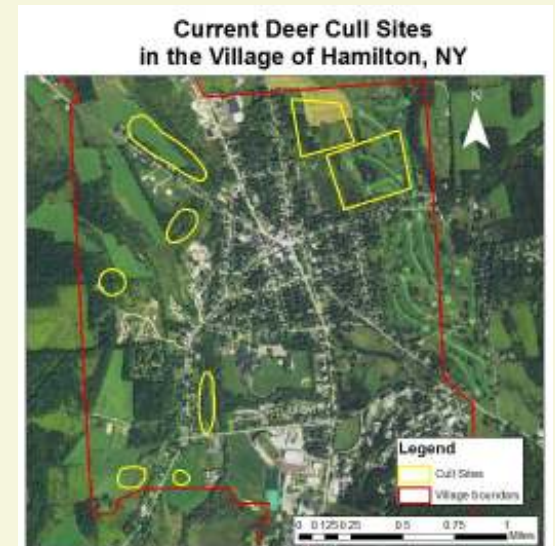 Current Deer Cull Sites
in the Village of Hamilton, NY
N
Legend
Cull Sites
Village boundary
0 0.125 0.25 0.5 0.75 1
Miles